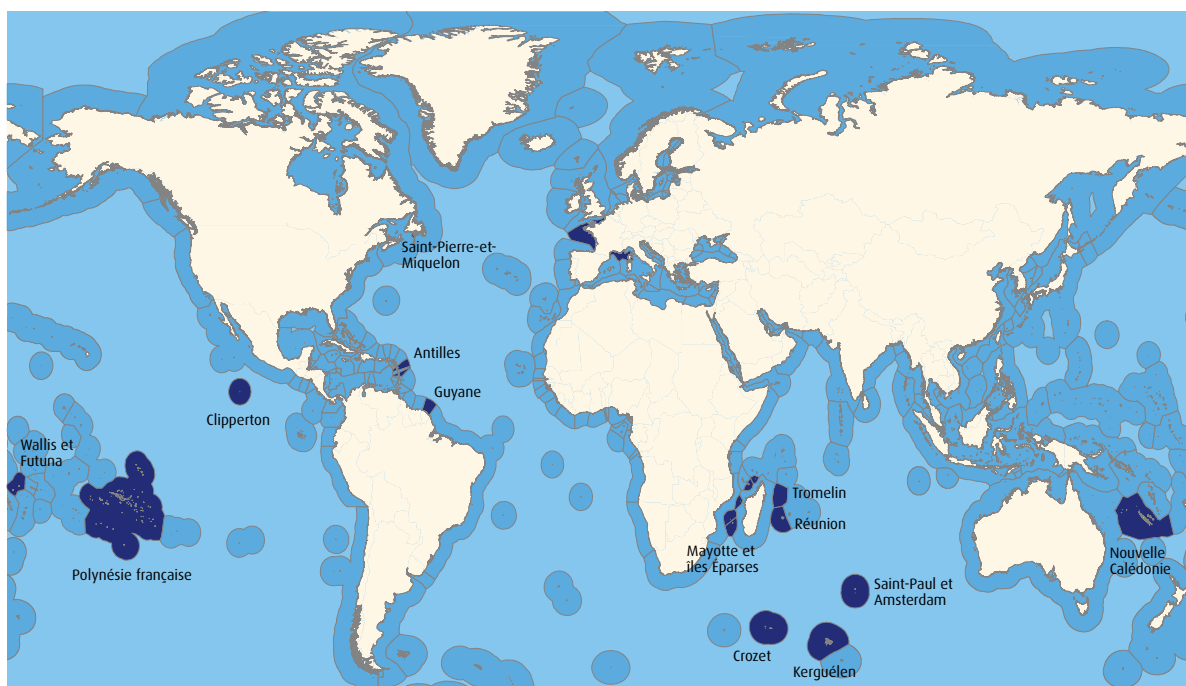 Saint-Pierre-et-
Miquelon
Antilles
Guyane
Clipperton
Wallis et
Futuna
Polynésie française
Tromelin
Réunion
Mayotte et
îles Éparses
Nouvelle
Calédonie
Saint-Paul et
Amsterdam
Crozet
Kerguélen